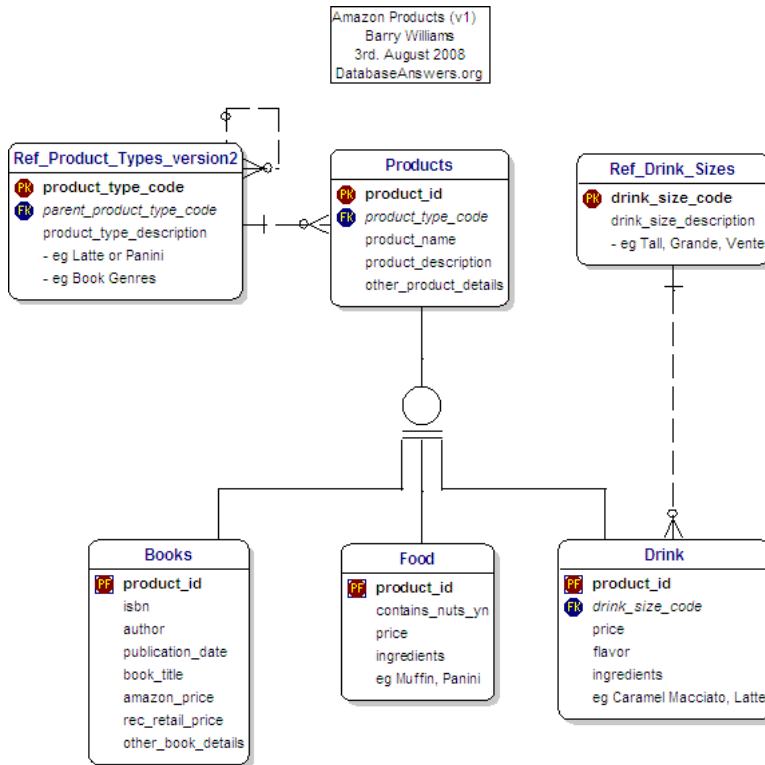 Amazon Products (v1)
Barry Williams
3rd. August 2008
DatabaseAnswers.org
Ref_Product_Types_version2
PK product_type_code
FK parent_product_type_code
product_type_description
- eg Latte or Panini
- eg Book Genres
Products
PK product_id
FK product_type_code
product_name
product_description
other_product_details
Ref_Drink_Sizes
PK drink_size_code
drink_size_description
- eg Tall, Grande, Vente
Books
PF product_id
isbn
author
publication_date
book_title
amazon_price
rec_retail_price
other_book_details
Food
PF product_id
contains_nuts_yn
price
ingredients
eg Muffin, Panini
Drink
PF product_id
FK drink_size_code
price
flavor
ingredients
eg Caramel Macciato, Latte